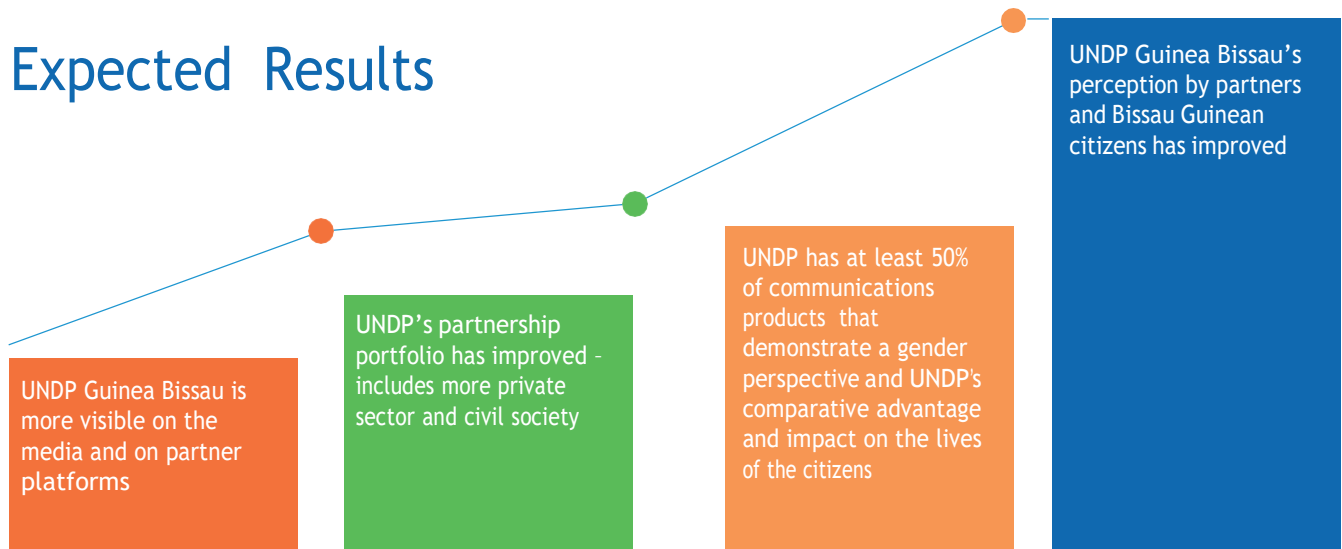 Expected Results
UNDP Guinea Bissau is
more visible on the
media and on partner
platforms
UNDP’s partnership
portfolio has improved –
includes more private
sector and civil society
UNDP has at least 50%
of communications
products that
demonstrate a gender
perspective and UNDP's
comparative advantage
and impact on the lives
of the citizens
UNDP Guinea Bissau’s
perception by partners
and Bissau Guinean
citizens has improved